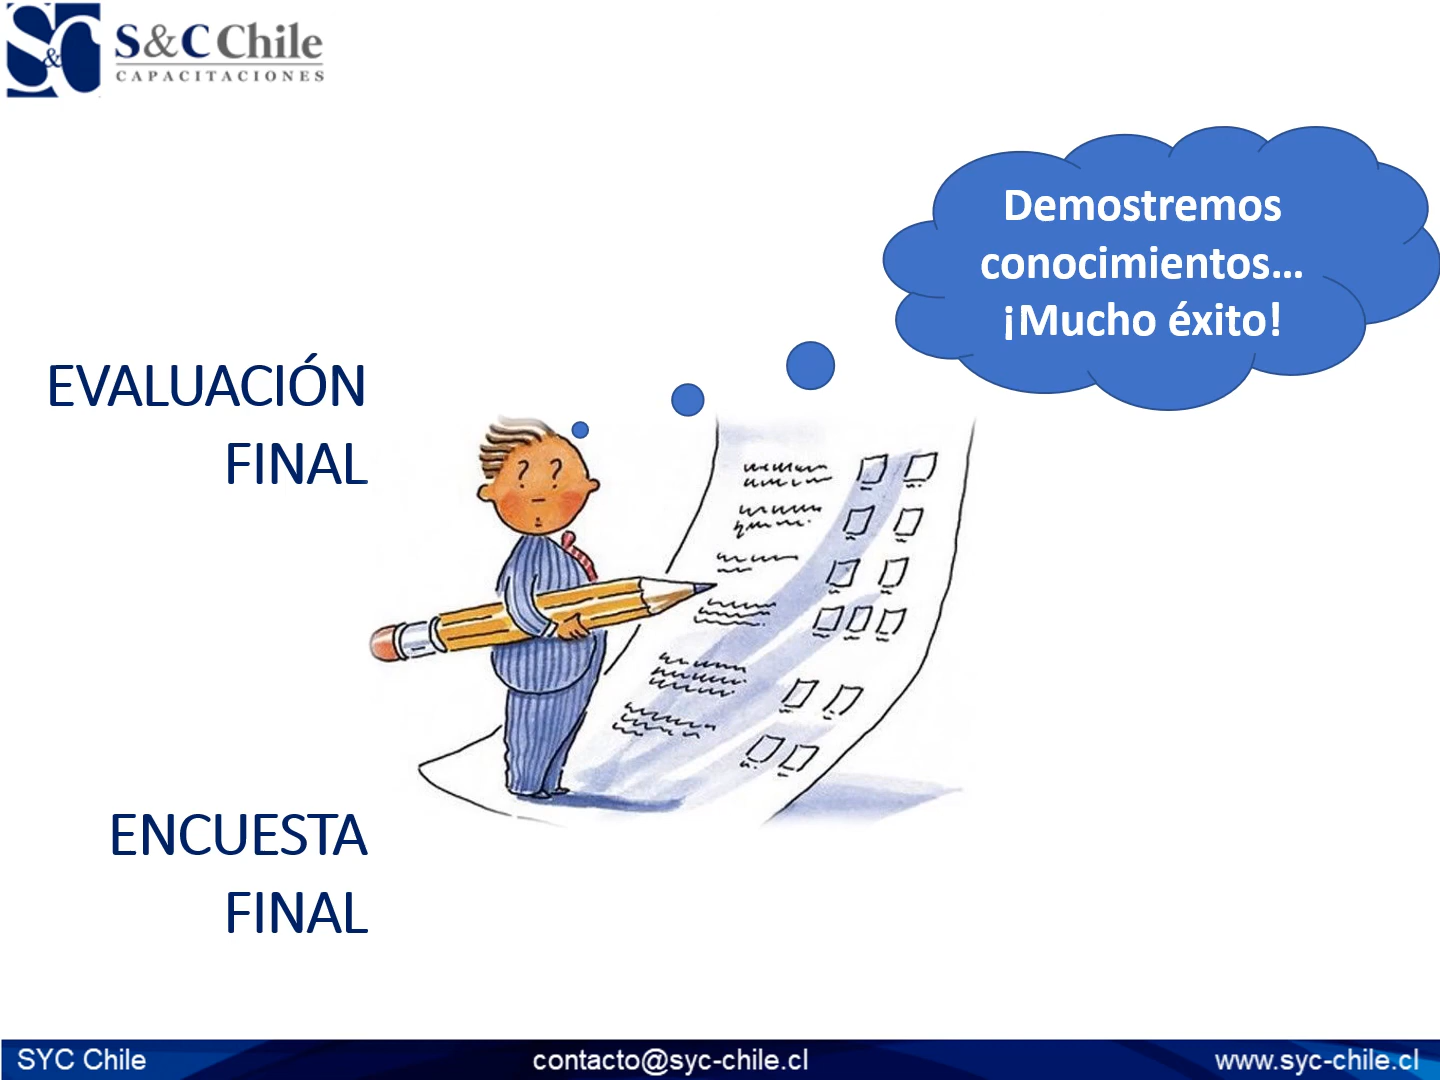 S&C
S&C Chile
CAPACITACIONES
Demostremos
conocimientos...
¡Mucho éxito!
EVALUACIÓN
FINAL
ENCUESTA
FINAL
SYC Chile
contacto@syc-chile.cl
www.syc-chile.cl